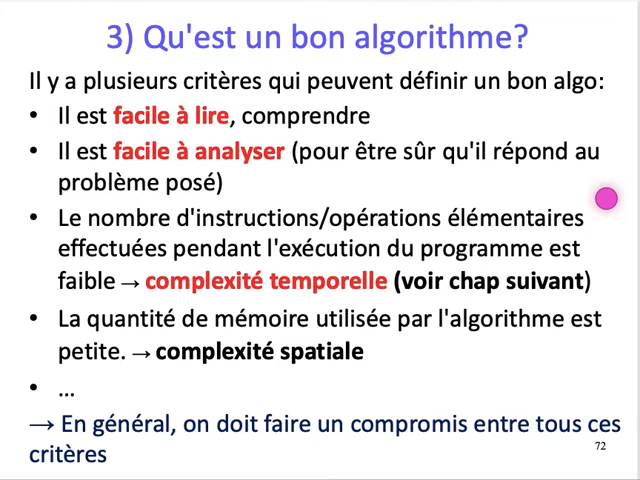 3) Qu'est un bon algorithme?
Il y a plusieurs critères qui peuvent définir un bon algo:
• Il est facile à lire, comprendre
• Il est facile à analyser (pour être sûr qu'il répond au
problème posé)
• Le nombre d'instructions/opérations élémentaires
effectuées pendant l'exécution du programme est
faible → complexité temporelle (voir chap suivant)
• La quantité de mémoire utilisée par l'algorithme est
petite. → complexité spatiale
• ...
→ En général, on doit faire un compromis entre tous ces
critères
72